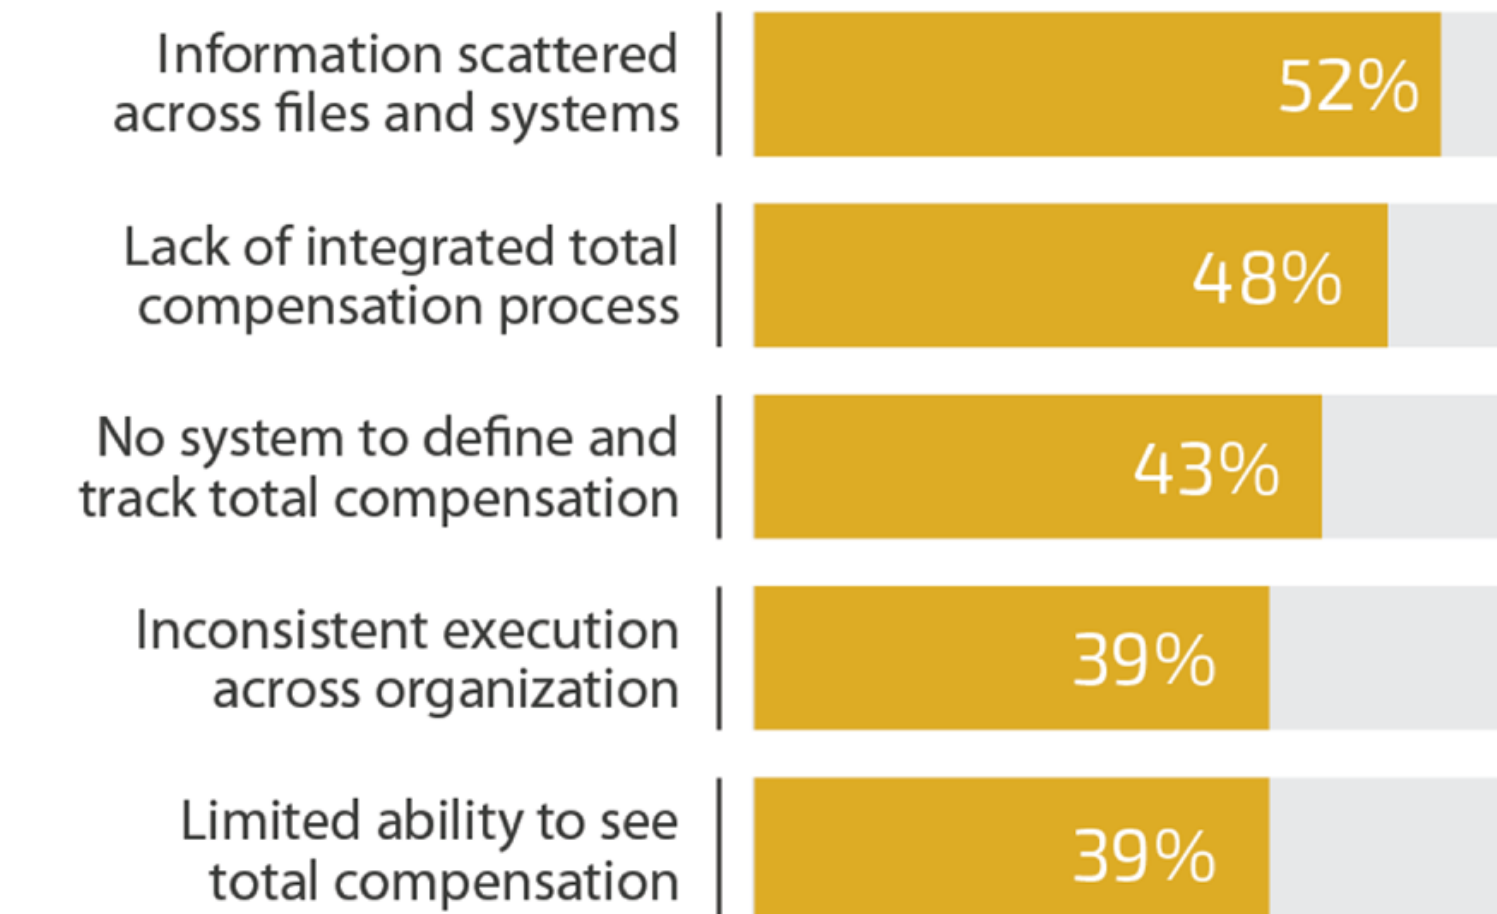 Information scattered
across files and systems
52%
Lack of integrated total
compensation process
48%
No system to define and
track total compensation
43%
Inconsistent execution
across organization
39%
Limited ability to see
total compensation
39%